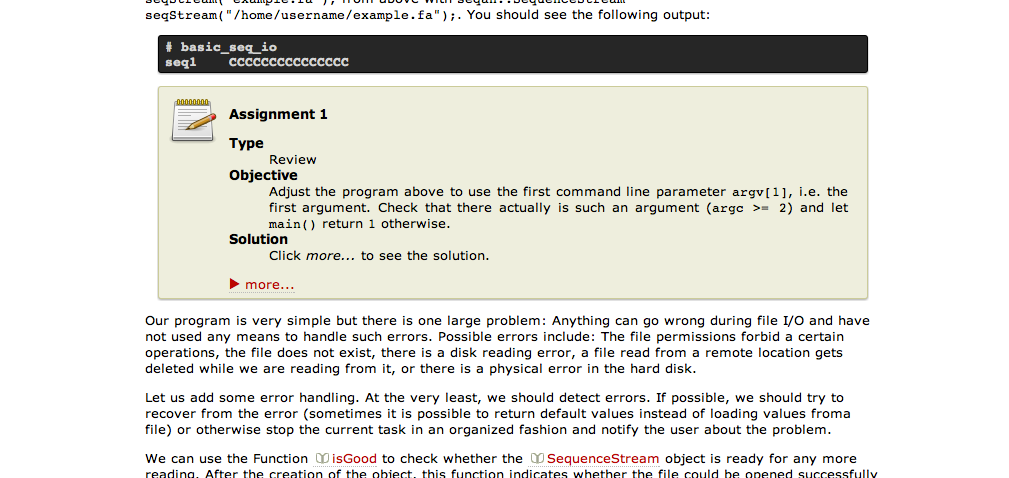 seqStream("example.fa");, from above with seqan::SequenceStream
seqStream("/home/username/example.fa");. You should see the following output:
# basic_seq_io
seq1    CCCCCCCCCCCCCCC
Assignment 1
Type
Review
Objective
Adjust the program above to use the first command line parameter argv[1], i.e. the
first argument. Check that there actually is such an argument (argc >= 2) and let
main() return 1 otherwise.
Solution
Click more... to see the solution.
more...
Our program is very simple but there is one large problem: Anything can go wrong during file I/O and have
not used any means to handle such errors. Possible errors include: The file permissions forbid a certain
operations, the file does not exist, there is a disk reading error, a file read from a remote location gets
deleted while we are reading from it, or there is a physical error in the hard disk.
Let us add some error handling. At the very least, we should detect errors. If possible, we should try to
recover from the error (sometimes it is possible to return default values instead of loading values froma
file) or otherwise stop the current task in an organized fashion and notify the user about the problem.
We can use the Function isGood to check whether the SequenceStream object is ready for any more
reading. After the creation of the object, this function indicates whether the file could be opened successfully